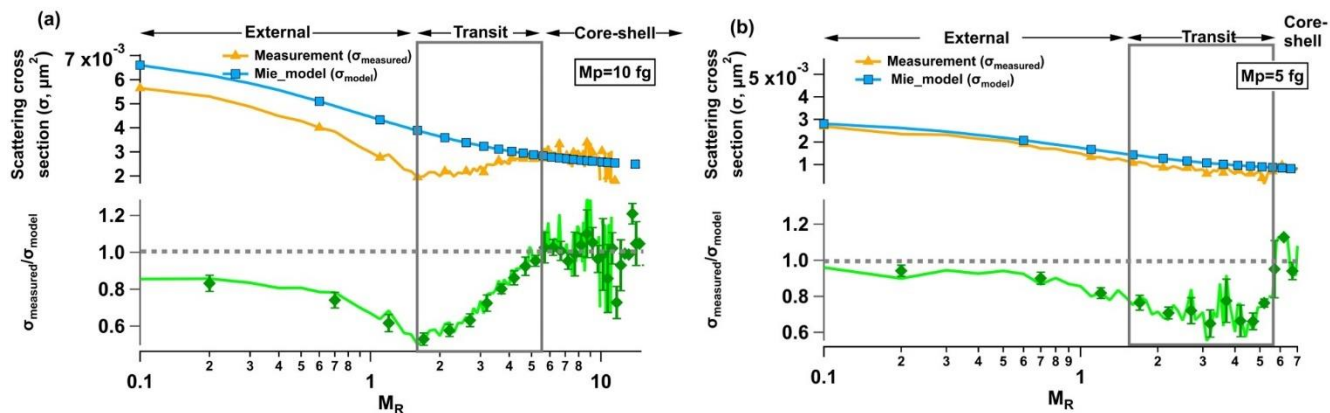 (a)
External
Transit
Core-shell
Measurement (σmeasured)
Mie_model (σmodel)
Mp=10 fg
7 x10-3
6
5
4
3
2
Scattering cross
section (σ, μm2)
1.2
1.0
0.8
0.6
σmeasured/σmodel
0.1
2
3
4
5
6
7
8
1
2
3
4
5
6
7
8
10
MR
(b)
External
Transit
Core-
shell
Measurement (σmeasured)
Mie_model (σmodel)
Mp=5 fg
5 x10-3
4
3
2
1
Scattering cross
section (σ, μm2)
1.2
1.0
0.8
0.6
σmeasured/σmodel
0.1
2
3
4
5
6
7
8
9
1
2
3
4
5
6
7
MR